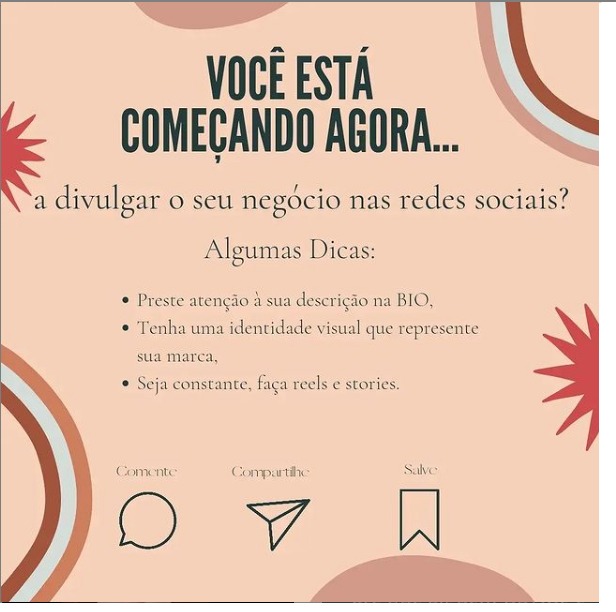 VOCÊ ESTÁ
COMEÇANDO AGORA...
a divulgar o seu negócio nas redes sociais?
Algumas Dicas:
• Preste atenção à sua descrição na BIO,
• Tenha uma identidade visual que represente
sua marca,
• Seja constante, faça reels e stories.
Comente Compartilhe Salve